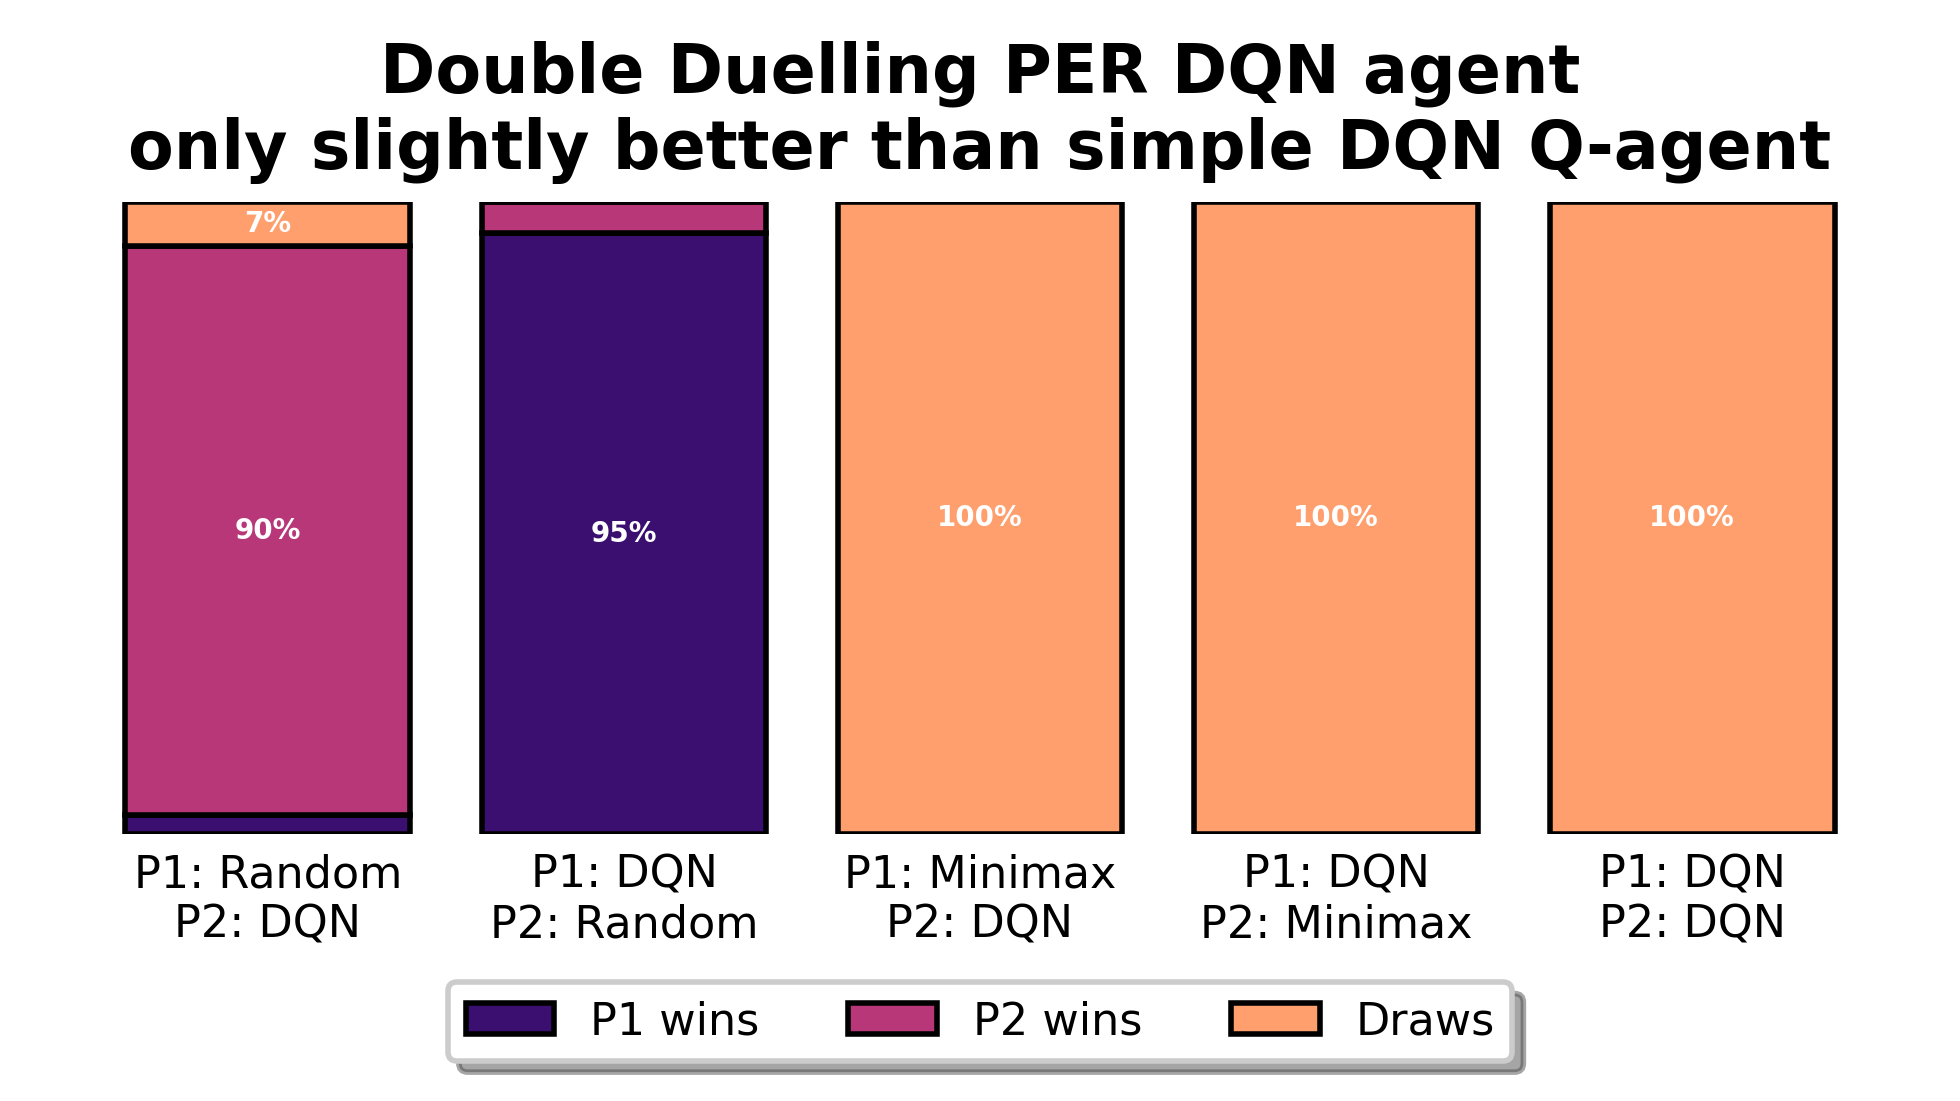 Double Duelling PER DQN agent
only slightly better than simple DQN Q-agent
7%
90%
95%
100%
100%
100%
P1: Random
P2: DQN
P1: DQN
P2: Random
P1: Minimax
P2: DQN
P1: DQN
P2: Minimax
P1: DQN
P2: DQN
P1 wins
P2 wins
Draws